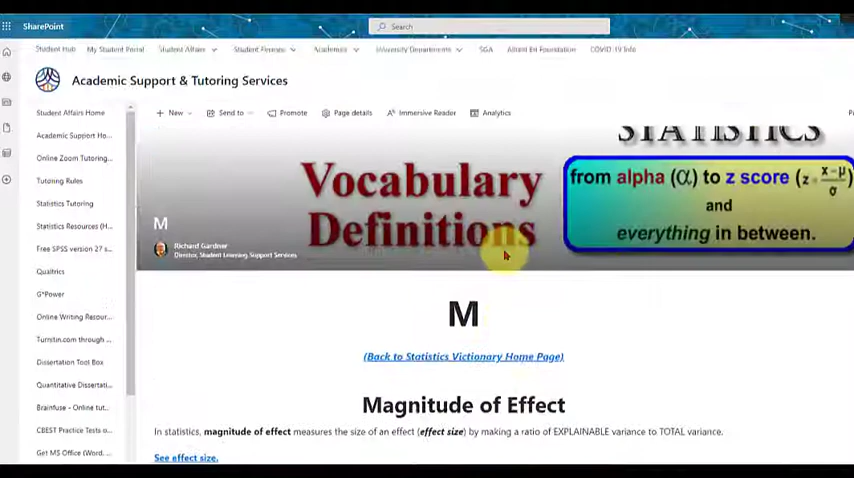 SharePoint
Search
Student Hub My Student Portal Student Affairs Student Services Academics University Departments SGA Alliant Ed Foundation COVID-19 Info
Academic Support & Tutoring Services
Student Affairs Home
+ New Send to Promote Page details Immersive Reader Analytics
Academic Support Ho...
Online Zoom Tutoring...
Tutoring Rules
Statistics Tutoring
Statistics Resources (H...
Free SPSS version 27 s...
Qualtrics
G*Power
Online Writing Resour...
Turnitin.com through ...
Dissertation Tool Box
Quantitative Dissertati...
Brainfuse - Online tut...
CBEST Practice Tests o...
Get MS Office (Word, ...
STATISTICS
Vocabulary
Definitions
from alpha (α) to z score (z = x-μ/σ)
and
everything in between.
M
Richard Gardner
Director, Student Learning Support Services
M
(Back to Statistics Victionary Home Page)
Magnitude of Effect
In statistics, magnitude of effect measures the size of an effect (effect size) by making a ratio of EXPLAINABLE variance to TOTAL variance.
See effect size.